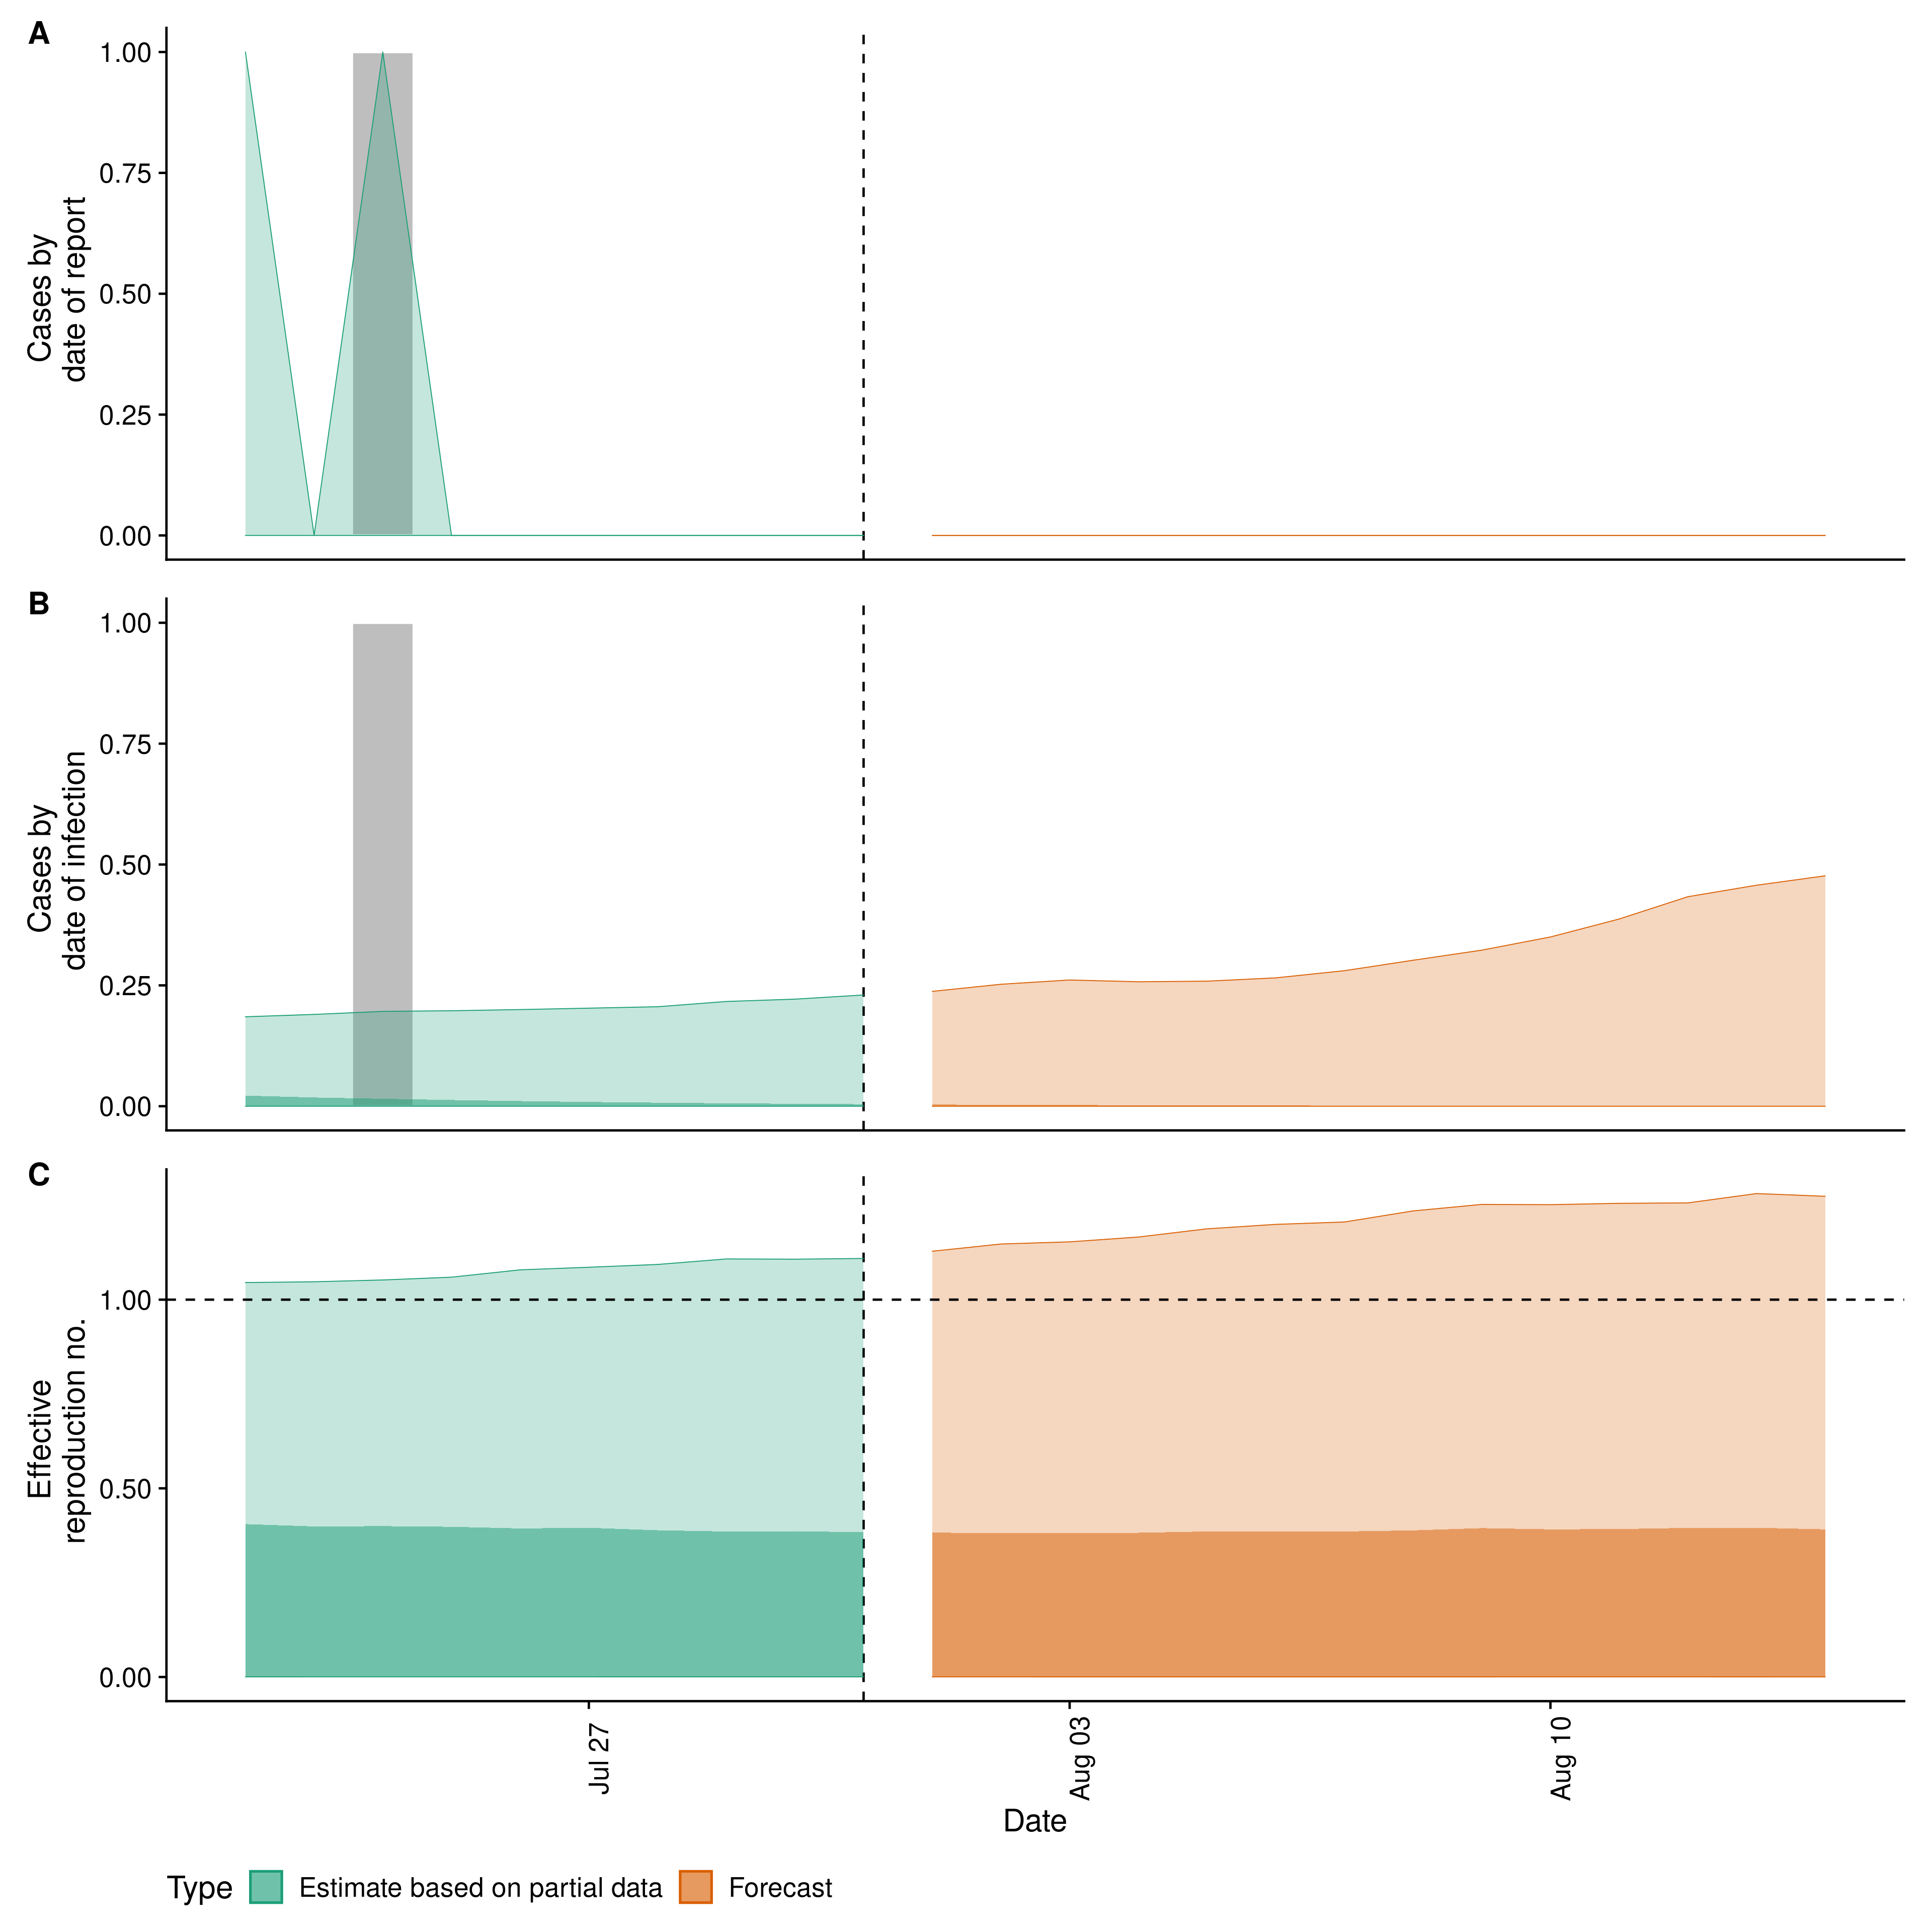 A
1.00
0.75
0.50
0.25
0.00
Cases by
date of report
B
1.00
0.75
0.50
0.25
0.00
Cases by
date of infection
C
1.00
0.50
0.00
Effective
reproduction no.
Jul 27
Aug 03
Aug 10
Date
Type
Estimate based on partial data
Forecast